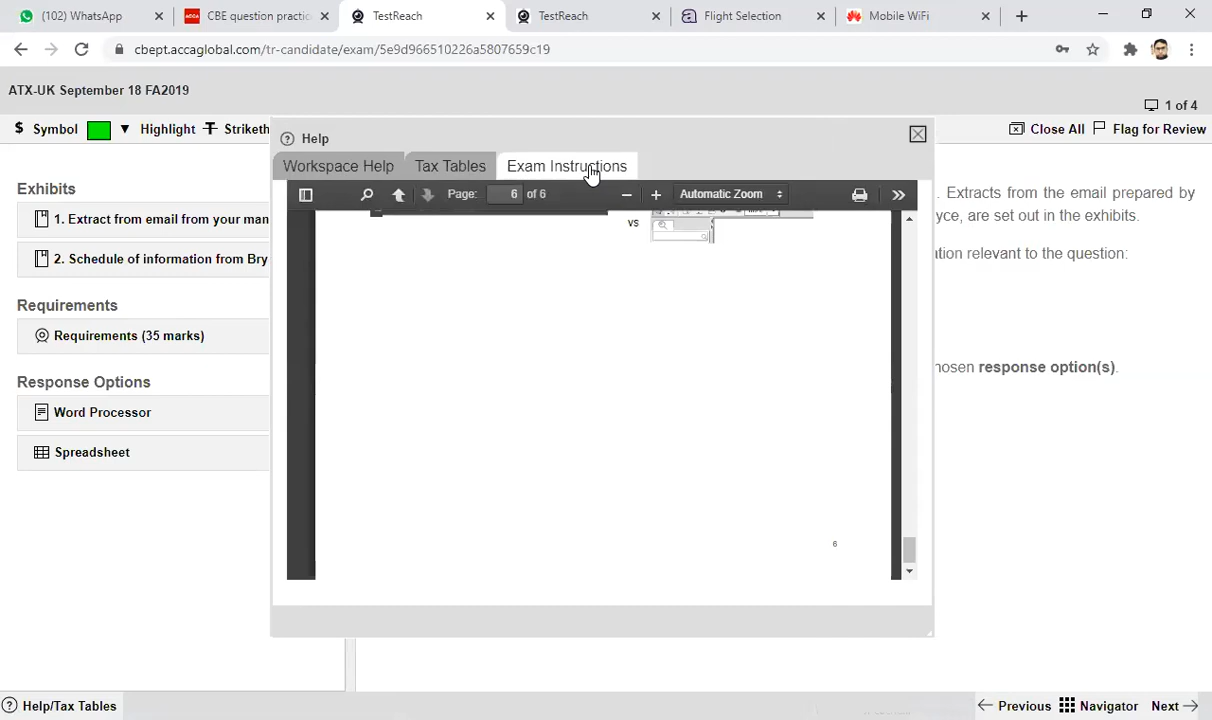 (102) WhatsApp
CBE question practic
TestReach
TestReach
Flight Selection
Mobile WiFi
cbept.accaglobal.com/tr-candidate/exam/5e9d966510226a5807659c19
ATX-UK September 18 FA2019
1 of 4
$ Symbol Highlight Striketh
Close All Flag for Review
Help
Workspace Help Tax Tables Exam Instructions
Page: 6 of 6
Automatic Zoom
vs
6
Exhibits
1. Extract from email from your man
2. Schedule of information from Bry
Requirements
Requirements (35 marks)
Response Options
Word Processor
Spreadsheet
. Extracts from the email prepared by
yce, are set out in the exhibits.
ation relevant to the question:
hosen response option(s).
Help/Tax Tables
Previous Navigator Next